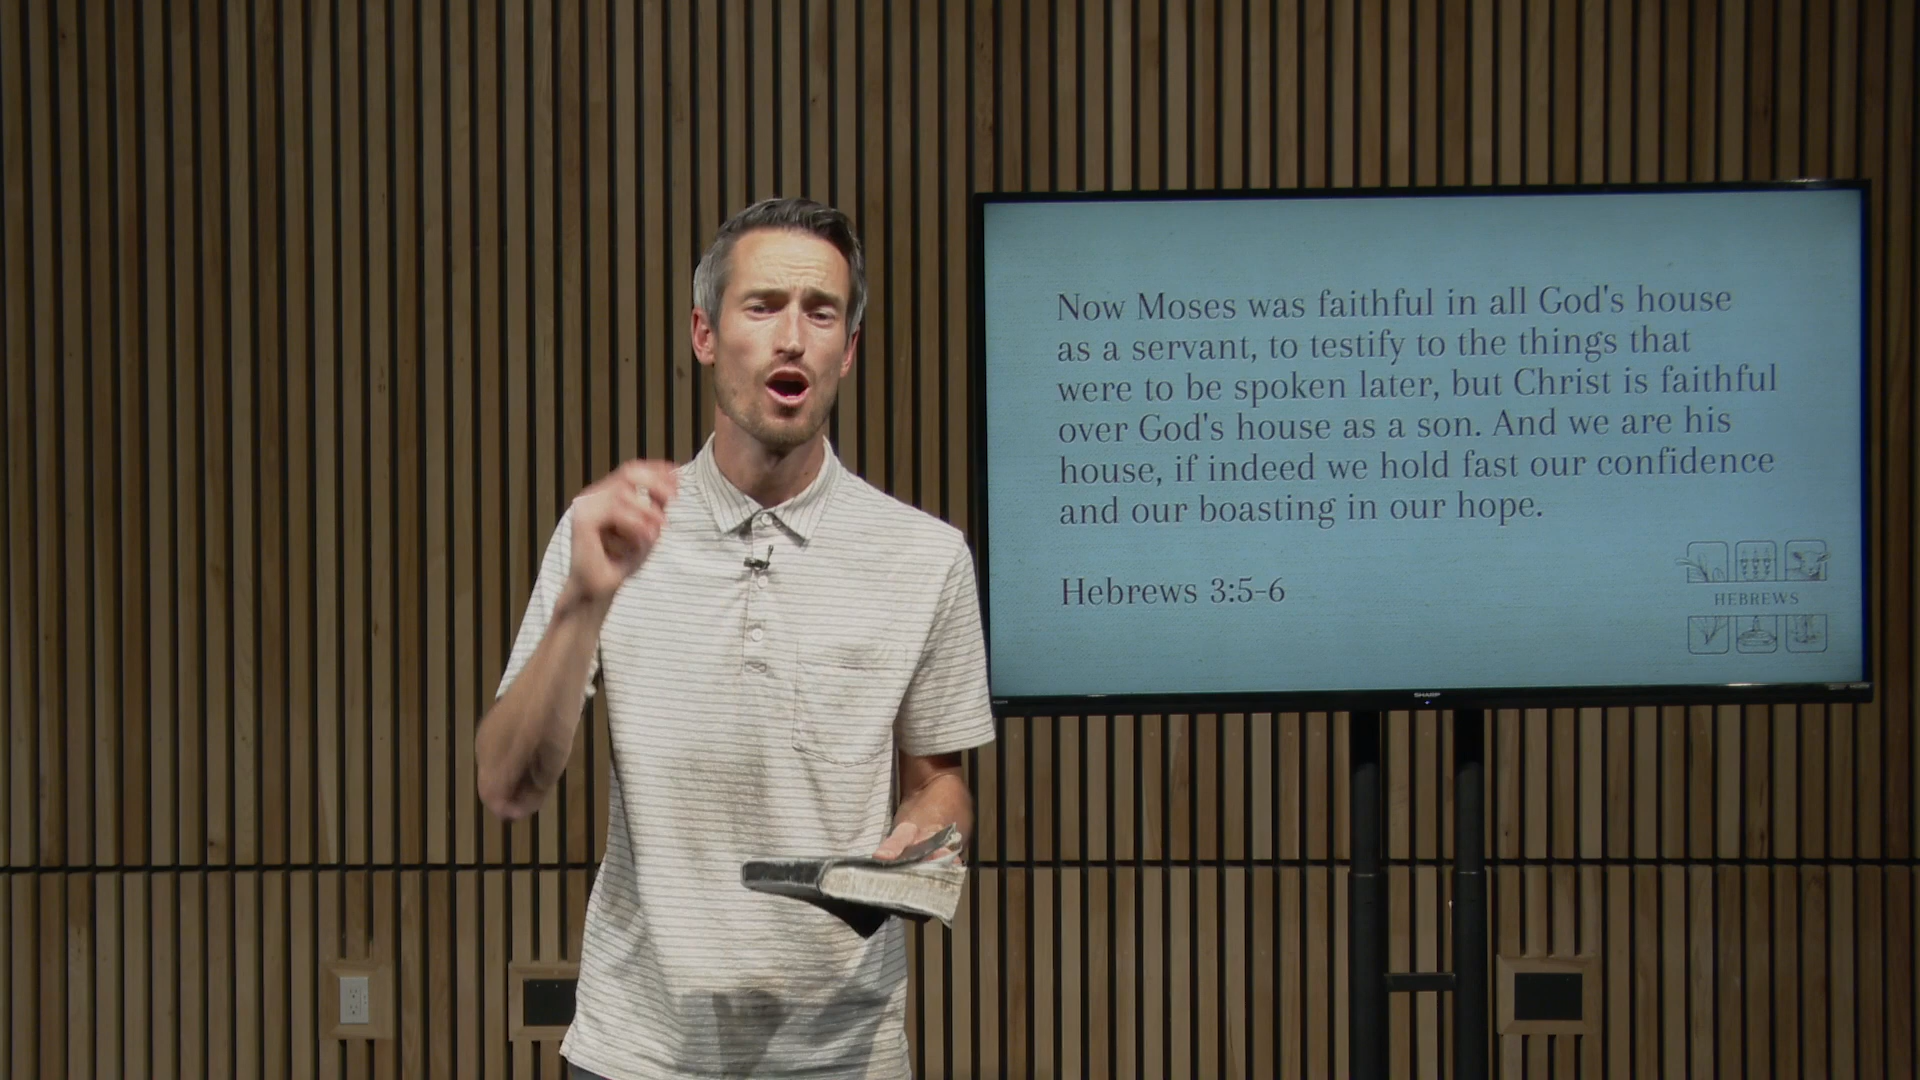 Now Moses was faithful in all God's house
as a servant, to testify to the things that
were to be spoken later, but Christ is faithful
over God's house as a son. And we are his
house, if indeed we hold fast our confidence
and our boasting in our hope.
Hebrews 3:5-6
HEBREWS
SHARP